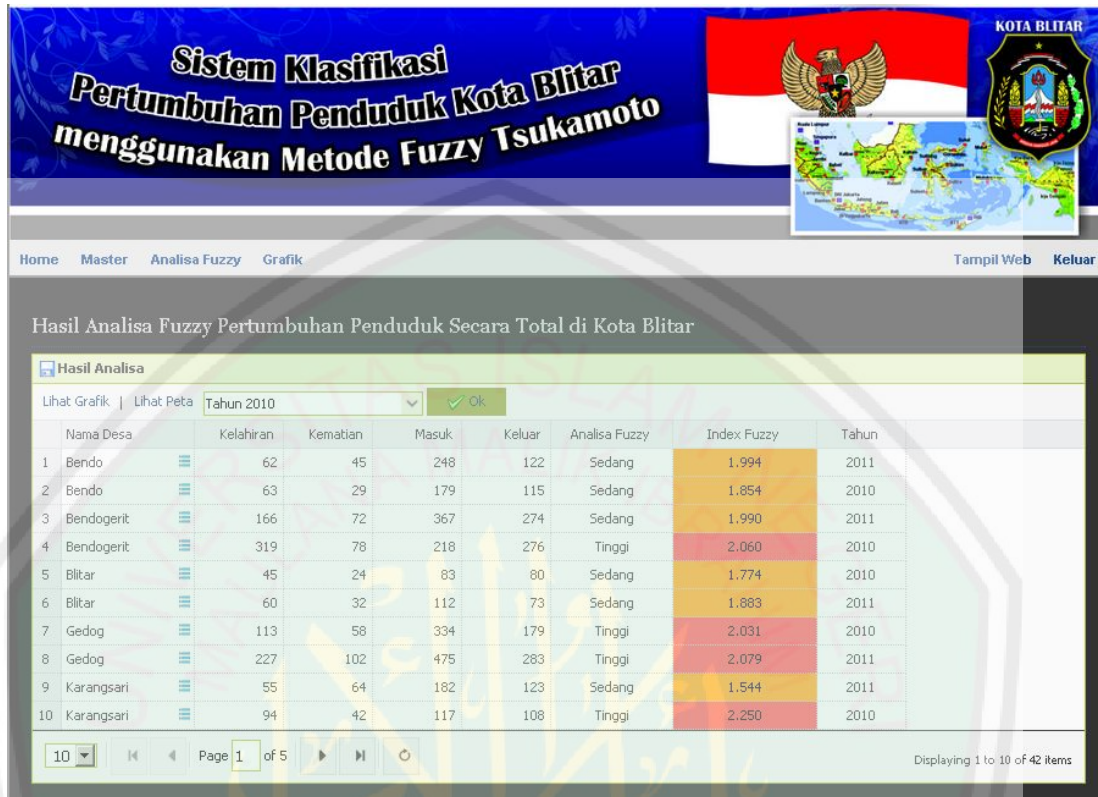 KOTA BLITAR
Sistem Klasifikasi
Pertumbuhan Penduduk Kota Blitar
menggunakan Metode Fuzzy Tsukamoto
Home Master Analisa Fuzzy Grafik Tampil Web Keluar
Hasil Analisa Fuzzy Pertumbuhan Penduduk Secara Total di Kota Blitar
Hasil Analisa
Lihat Grafik | Lihat Peta Tahun 2010 Ok
Nama Desa Kelahiran Kematian Masuk Keluar Analisa Fuzzy Index Fuzzy Tahun
1 Bendo 62 45 248 122 Sedang 1.994 2011
2 Bendo 63 29 179 115 Sedang 1.854 2010
3 Bendogerit 166 72 367 274 Sedang 1.990 2011
4 Bendogerit 319 78 218 276 Tinggi 2.060 2010
5 Blitar 45 24 83 80 Sedang 1.774 2010
6 Blitar 60 32 112 73 Sedang 1.883 2011
7 Gedog 113 58 334 179 Tinggi 2.031 2010
8 Gedog 227 102 475 283 Tinggi 2.079 2011
9 Karangsari 55 64 182 123 Sedang 1.544 2011
10 Karangsari 94 42 117 108 Tinggi 2.250 2010
10 Page 1 of 5 Displaying 1 to 10 of 42 items